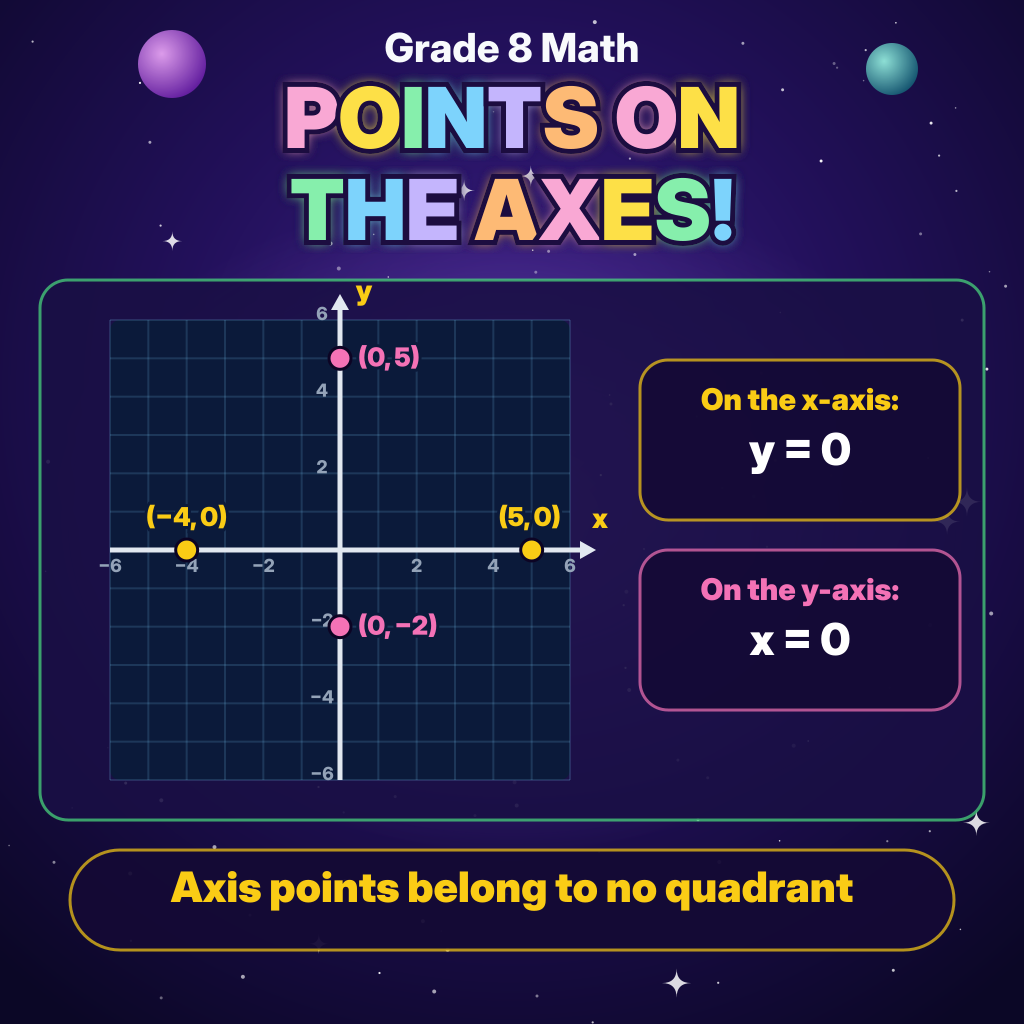 Grade 8 Math
POINTS ON
THE AXES!
y
6
(0, 5)
4
2
(−4, 0)
(5, 0)
x
−6 −4 −2 2 4 6
−2
(0, −2)
−4
−6
On the x-axis:
y = 0
On the y-axis:
x = 0
Axis points belong to no quadrant